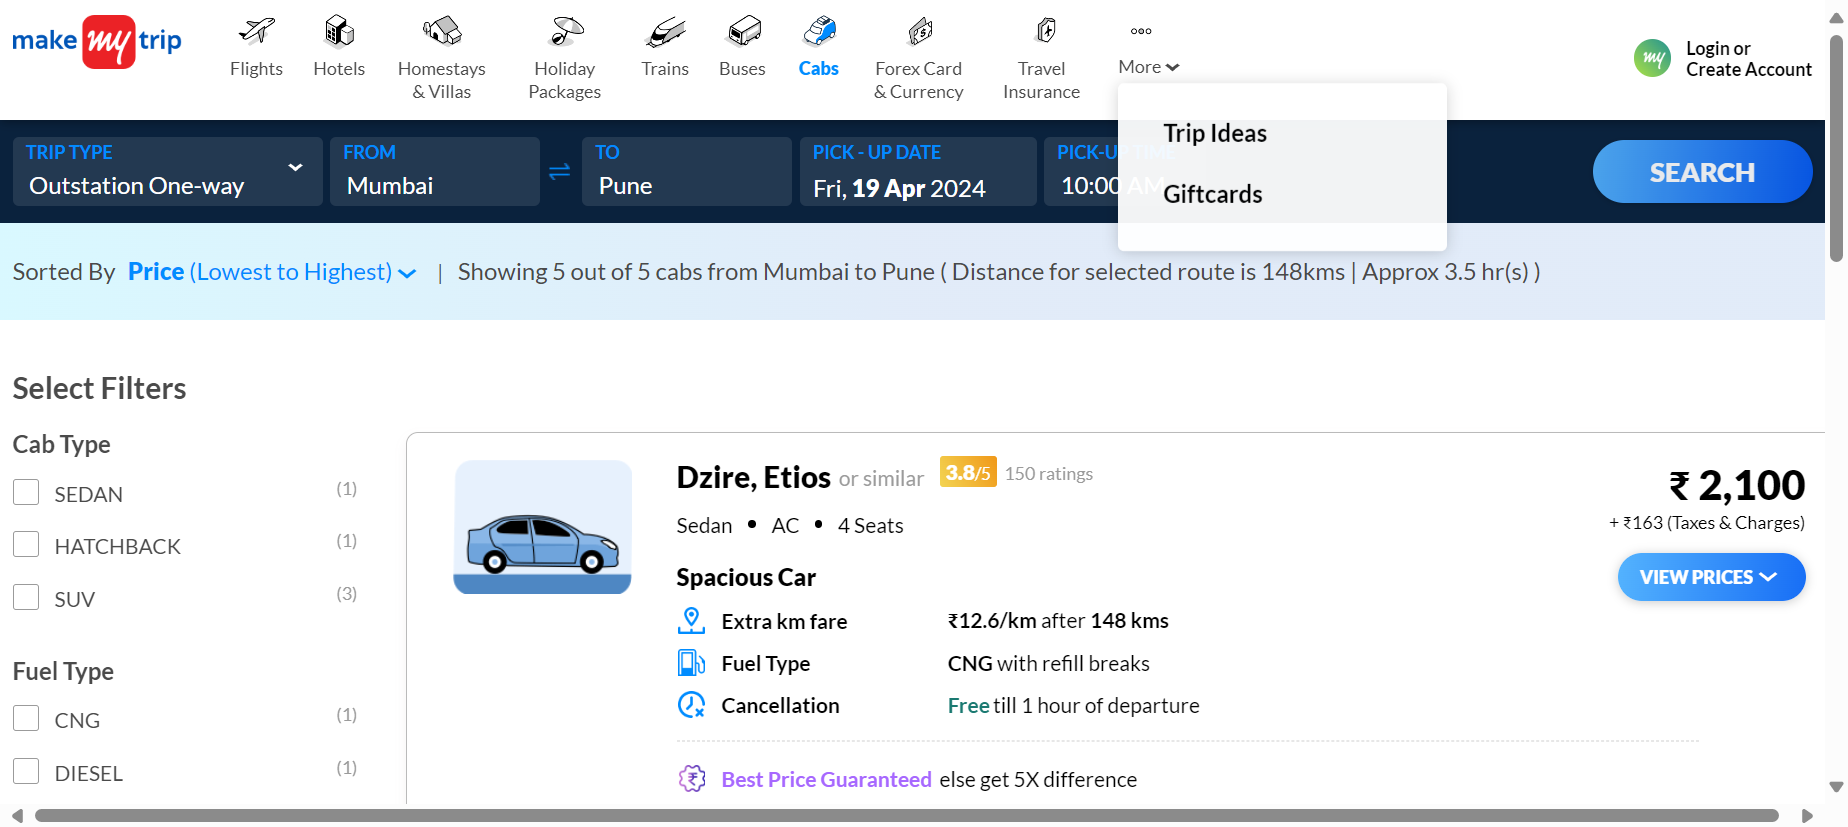 make my trip
Flights
Hotels
Homestays
& Villas
Holiday
Packages
Trains
Buses
Cabs
Forex Card
& Currency
Travel
Insurance
More
my
Login or
Create Account
Trip Ideas
Giftcards
TRIP TYPE
Outstation One-way
FROM
Mumbai
TO
Pune
PICK - UP DATE
Fri, 19 Apr 2024
PICK-UP TIME
10:00 AM
SEARCH
Sorted By Price (Lowest to Highest) | Showing 5 out of 5 cabs from Mumbai to Pune ( Distance for selected route is 148kms | Approx 3.5 hr(s) )
Select Filters
Cab Type
SEDAN (1)
HATCHBACK (1)
SUV (3)
Fuel Type
CNG (1)
DIESEL (1)
Dzire, Etios or similar 3.8/5 150 ratings
Sedan • AC • 4 Seats
Spacious Car
Extra km fare ₹12.6/km after 148 kms
Fuel Type CNG with refill breaks
Cancellation Free till 1 hour of departure
₹ Best Price Guaranteed else get 5X difference
₹ 2,100
+ ₹163 (Taxes & Charges)
VIEW PRICES